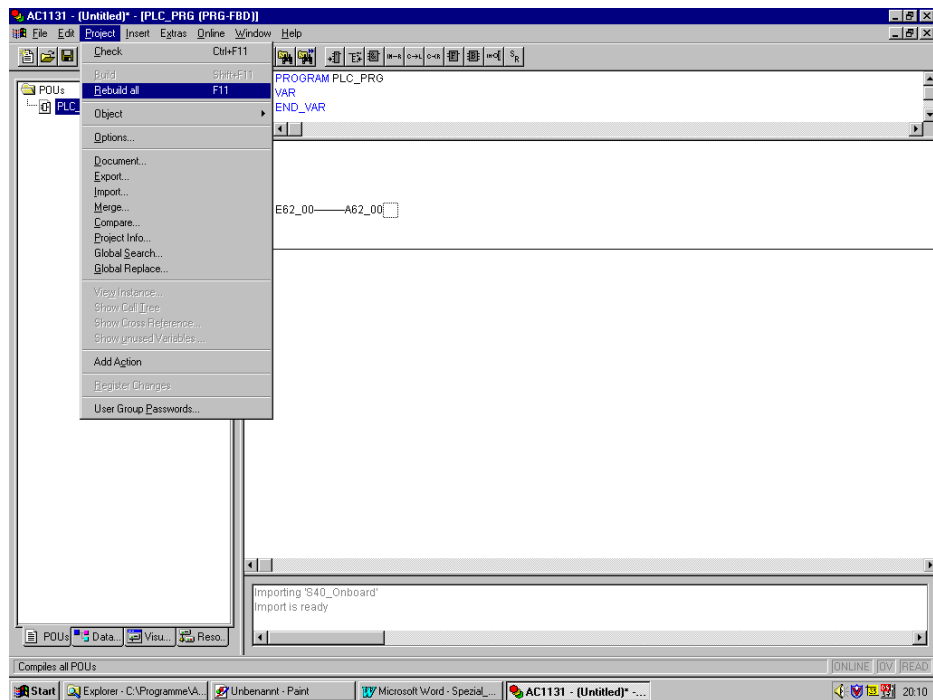 AC1131 - (Untitled)* - [PLC_PRG (PRG-FBD)]
File Edit Project Insert Extras Online Window Help
Check Ctrl+F11
Build Shift+F11
Rebuild all F11
Object
Options...
Document...
Export...
Import...
Merge...
Compare...
Project Info...
Global Search...
Global Replace...
View Instance...
Show Call Tree
Show Cross Reference...
Show unused Variables ...
Add Action
Register Changes
User Group Passwords...
POUs
PLC_
PROGRAM PLC_PRG
VAR
END_VAR
E62_00 A62_00
Importing 'S40_Onboard'
Import is ready
POUs Data... Visu... Reso...
Compiles all POUs ONLINE OV READ
Start Explorer - C:\Programme\A... Unbenannt - Paint Microsoft Word - Spezial_... AC1131 - (Untitled)* -... 20:10